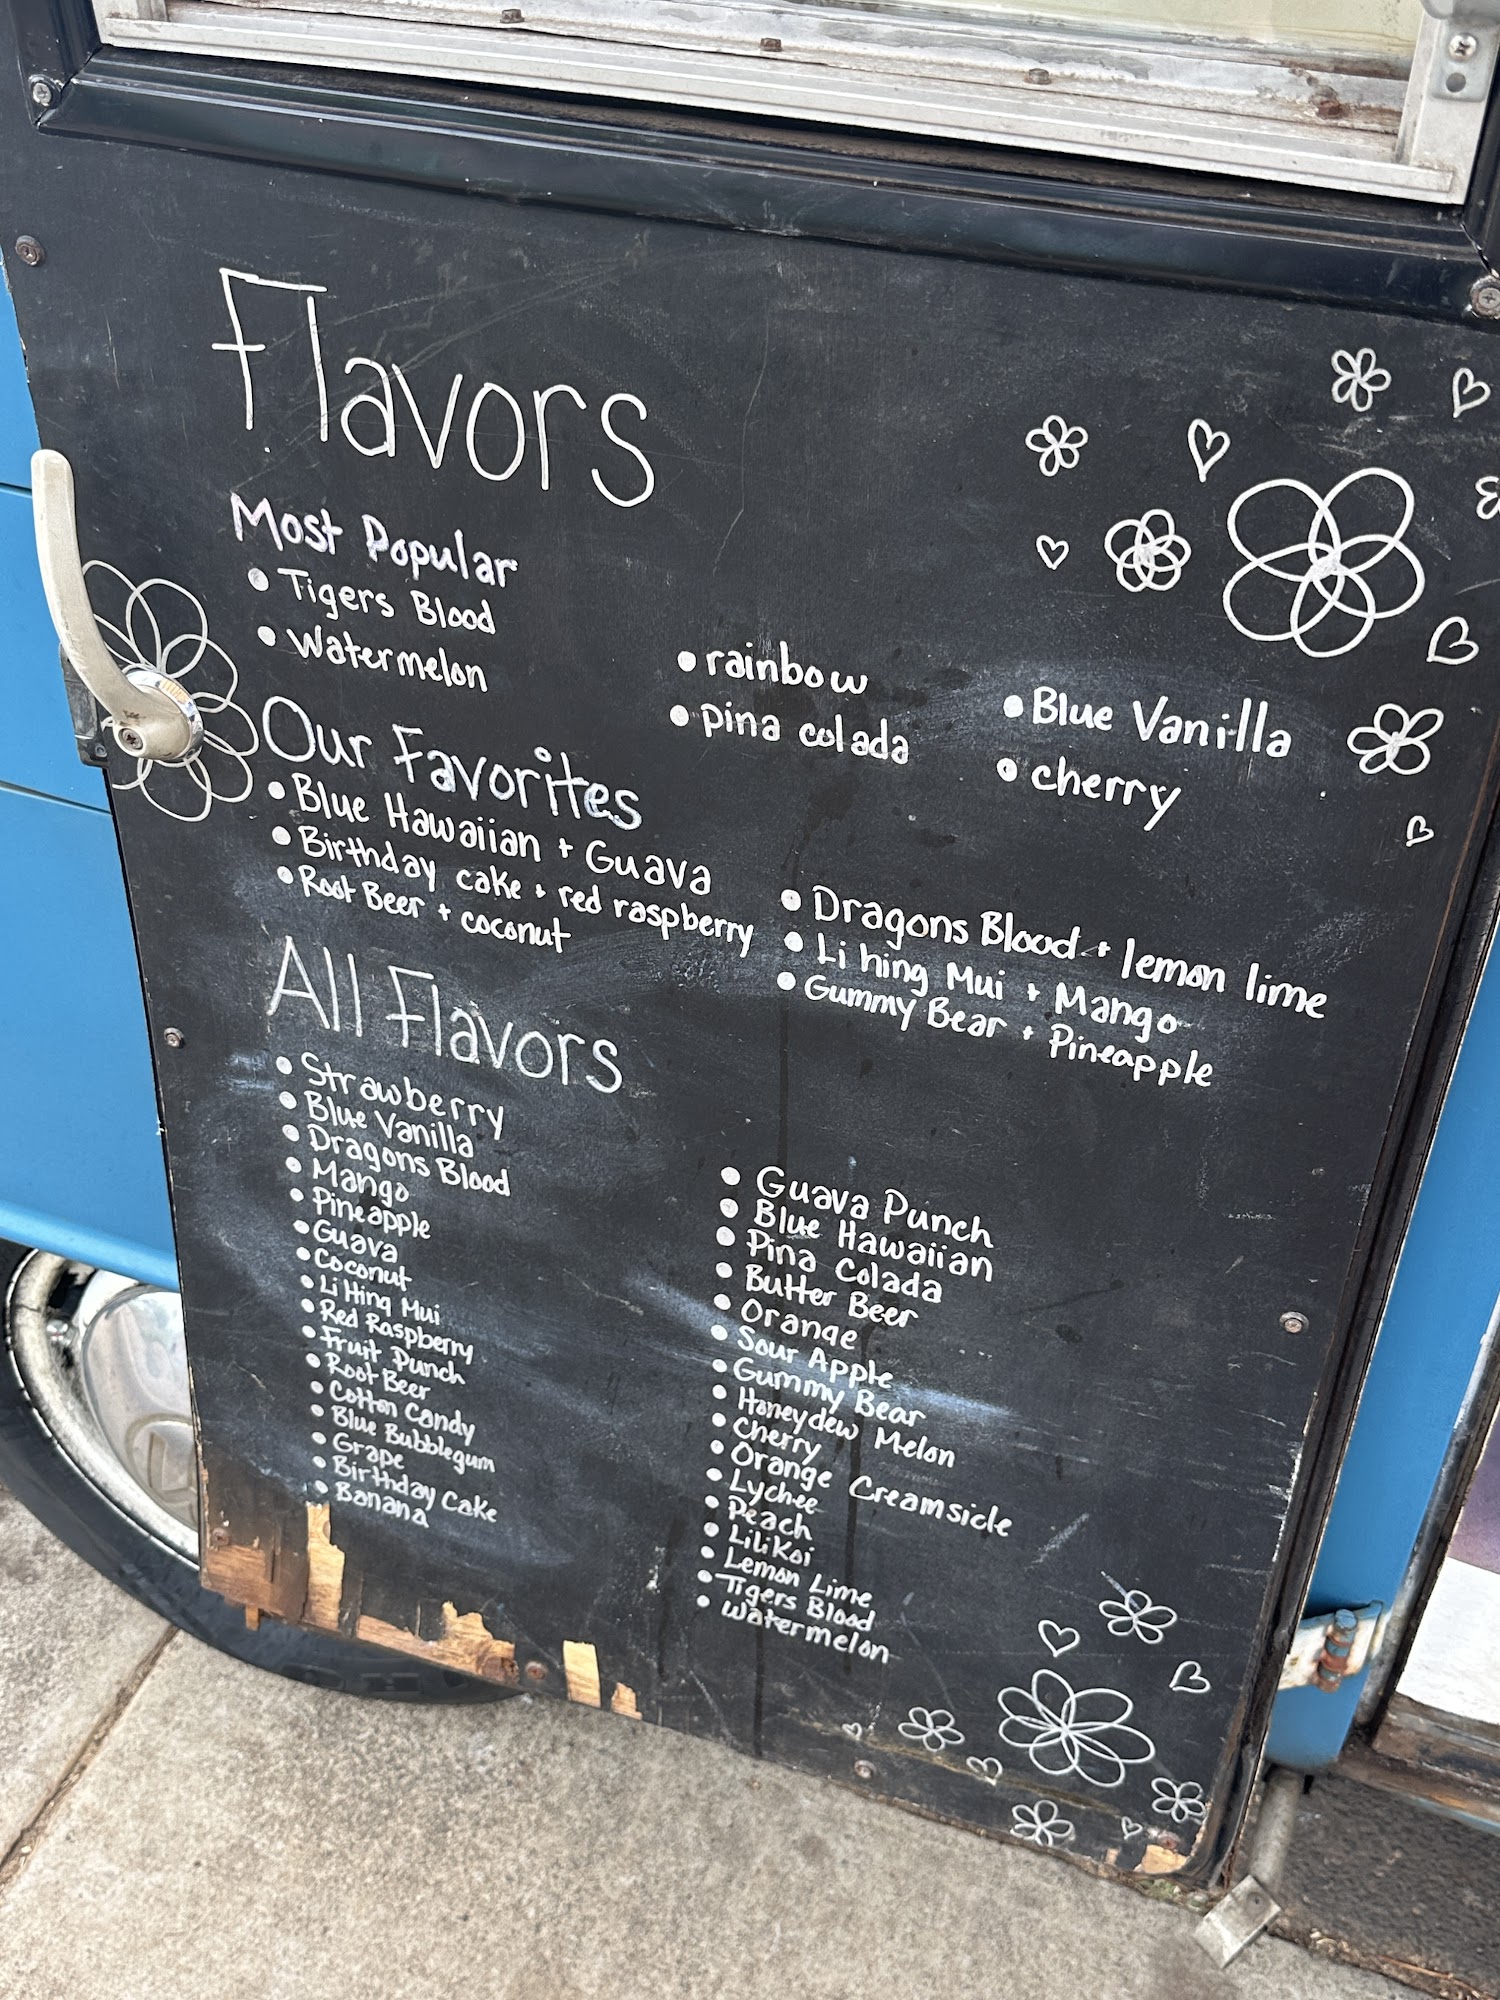 Flavors
Most Popular
• Tigers Blood
• Watermelon
• rainbow
• pina colada
• Blue Vanilla
• cherry
Our Favorites
• Blue Hawaiian + Guava
• Birthday cake + red raspberry
• Root Beer + coconut
• Dragons Blood + lemon lime
• Li hing Mui + Mango
• Gummy Bear + Pineapple
All Flavors
• Strawberry
• Blue Vanilla
• Dragons Blood
• Mango
• Pineapple
• Guava
• Coconut
• Li Hing Mui
• Red Raspberry
• Fruit Punch
• Root Beer
• Cotton Candy
• Blue Bubblegum
• Grape
• Birthday Cake
• Banana
• Guava Punch
• Blue Hawaiian
• Pina Colada
• Butter Beer
• Orange
• Sour Apple
• Gummy Bear
• Honeydew Melon
• Cherry
• Orange Creamsicle
• Lychee
• Peach
• LiliKoi
• Lemon Lime
• Tigers Blood
• Watermelon